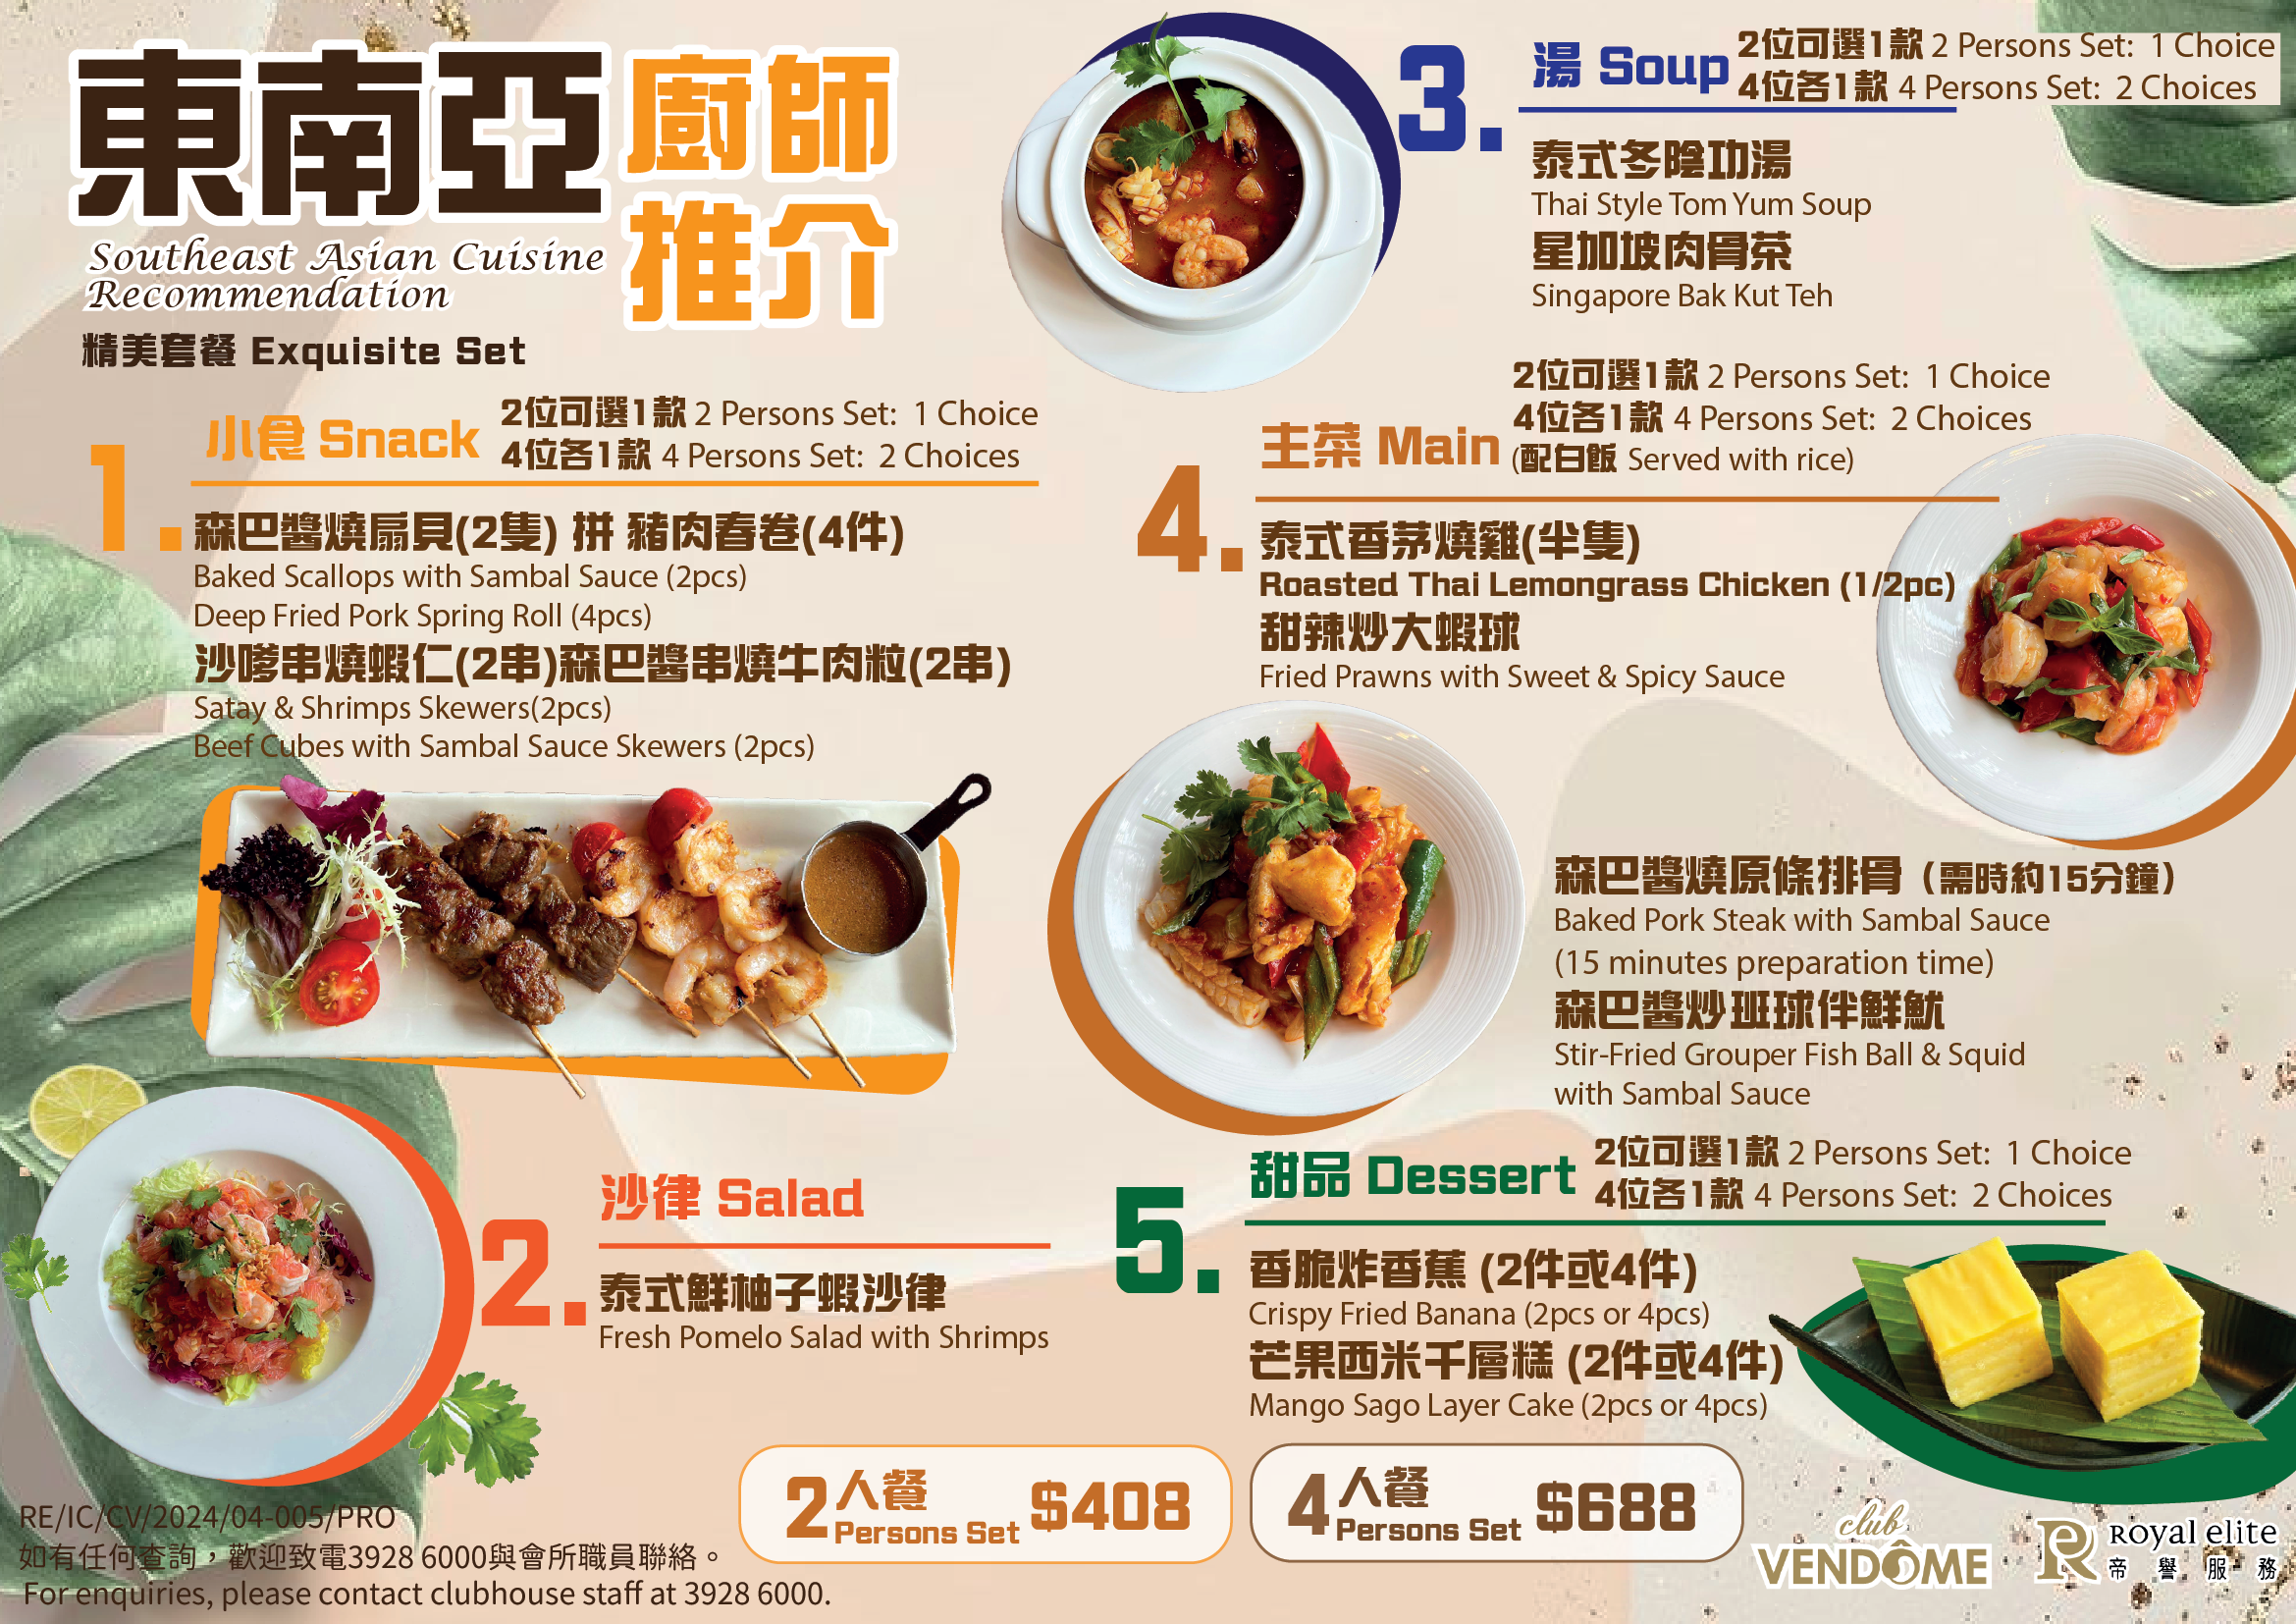 東南亞廚師推介
Southeast Asian Cuisine
Recommendation
精美套餐 Exquisite Set
1.
小食 Snack
2位可選1款 2 Persons Set: 1 Choice
4位各1款 4 Persons Set: 2 Choices
森巴醬燒扇貝(2隻) 拼 豬肉春卷(4件)
Baked Scallops with Sambal Sauce (2pcs)
Deep Fried Pork Spring Roll (4pcs)
沙嗲串燒蝦仁(2串)森巴醬串燒牛肉粒(2串)
Satay & Shrimps Skewers(2pcs)
Beef Cubes with Sambal Sauce Skewers (2pcs)
2.
沙律 Salad
泰式鮮柚子蝦沙律
Fresh Pomelo Salad with Shrimps
3.
湯 Soup
2位可選1款 2 Persons Set: 1 Choice
4位各1款 4 Persons Set: 2 Choices
泰式冬陰功湯
Thai Style Tom Yum Soup
星加坡肉骨茶
Singapore Bak Kut Teh
4.
主菜 Main
2位可選1款 2 Persons Set: 1 Choice
4位各1款 4 Persons Set: 2 Choices
(配白飯 Served with rice)
泰式香茅燒雞(半隻)
Roasted Thai Lemongrass Chicken (1/2pc)
甜辣炒大蝦球
Fried Prawns with Sweet & Spicy Sauce
森巴醬燒原條排骨（需時約15分鐘）
Baked Pork Steak with Sambal Sauce
(15 minutes preparation time)
森巴醬炒班球伴鮮魷
Stir-Fried Grouper Fish Ball & Squid
with Sambal Sauce
5.
甜品 Dessert
2位可選1款 2 Persons Set: 1 Choice
4位各1款 4 Persons Set: 2 Choices
香脆炸香蕉 (2件或4件)
Crispy Fried Banana (2pcs or 4pcs)
芒果西米千層糕 (2件或4件)
Mango Sago Layer Cake (2pcs or 4pcs)
2人餐 Persons Set $408
4人餐 Persons Set $688
RE/IC/CV/2024/04-005/PRO
如有任何查詢，歡迎致電3928 6000與會所職員聯絡。
For enquiries, please contact clubhouse staff at 3928 6000.
club
VENDÔME
Royal elite
帝譽服務